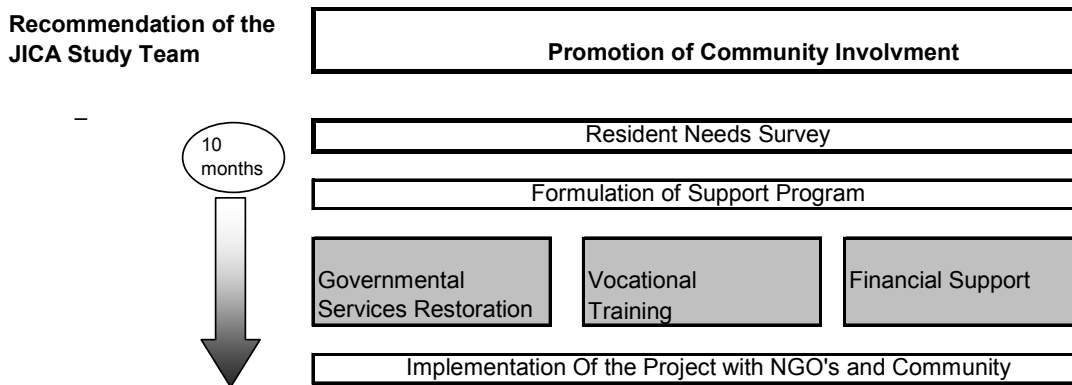 Recommendation of the
JICA Study Team
Promotion of Community Involvment
–
10
months
Resident Needs Survey
Formulation of Support Program
Governmental
Services Restoration
Vocational
Training
Financial Support
Implementation Of the Project with NGO's and Community